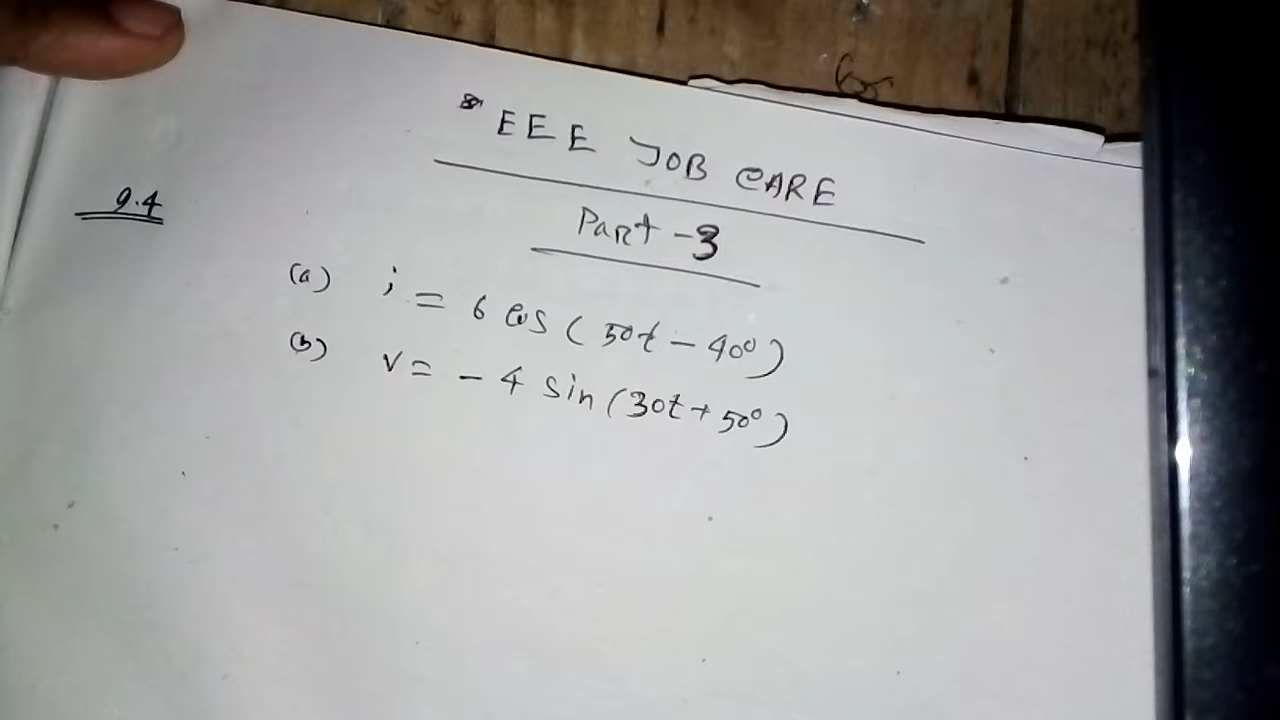 EEE JOB CARE
Part-3
9.4
(a) i = 6 cos (50t - 40°)
(b) v = - 4 sin (30t + 50°)